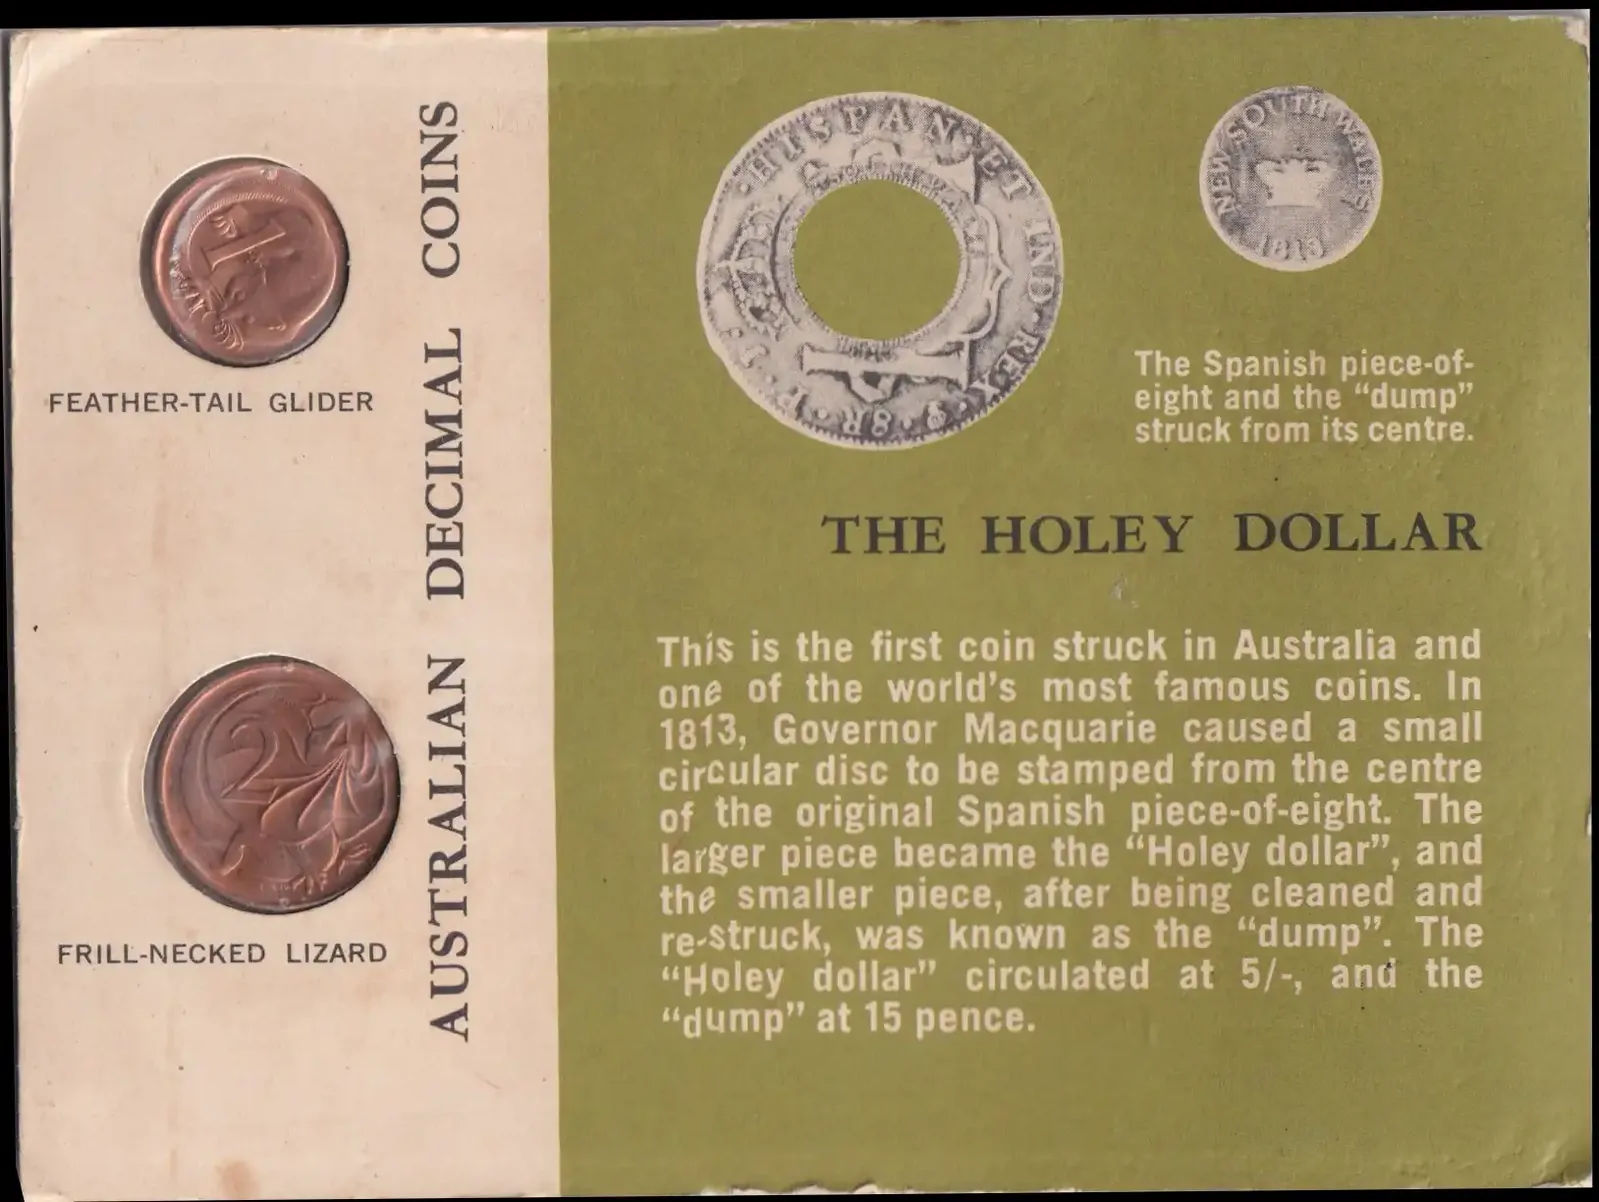 1
FEATHER-TAIL GLIDER
2
FRILL-NECKED LIZARD
AUSTRALIAN DECIMAL COINS
· HISPAN · ET IND · REX · 8 · 8R · P · J ·
NEW SOUTH WALES
1813
The Spanish piece-of-
eight and the “dump”
struck from its centre.
THE HOLEY DOLLAR
This is the first coin struck in Australia and
one of the world’s most famous coins. In
1813, Governor Macquarie caused a small
circular disc to be stamped from the centre
of the original Spanish piece-of-eight. The
larger piece became the “Holey dollar”, and
the smaller piece, after being cleaned and
re-struck, was known as the “dump”. The
“Holey dollar” circulated at 5/-, and the
“dump” at 15 pence.